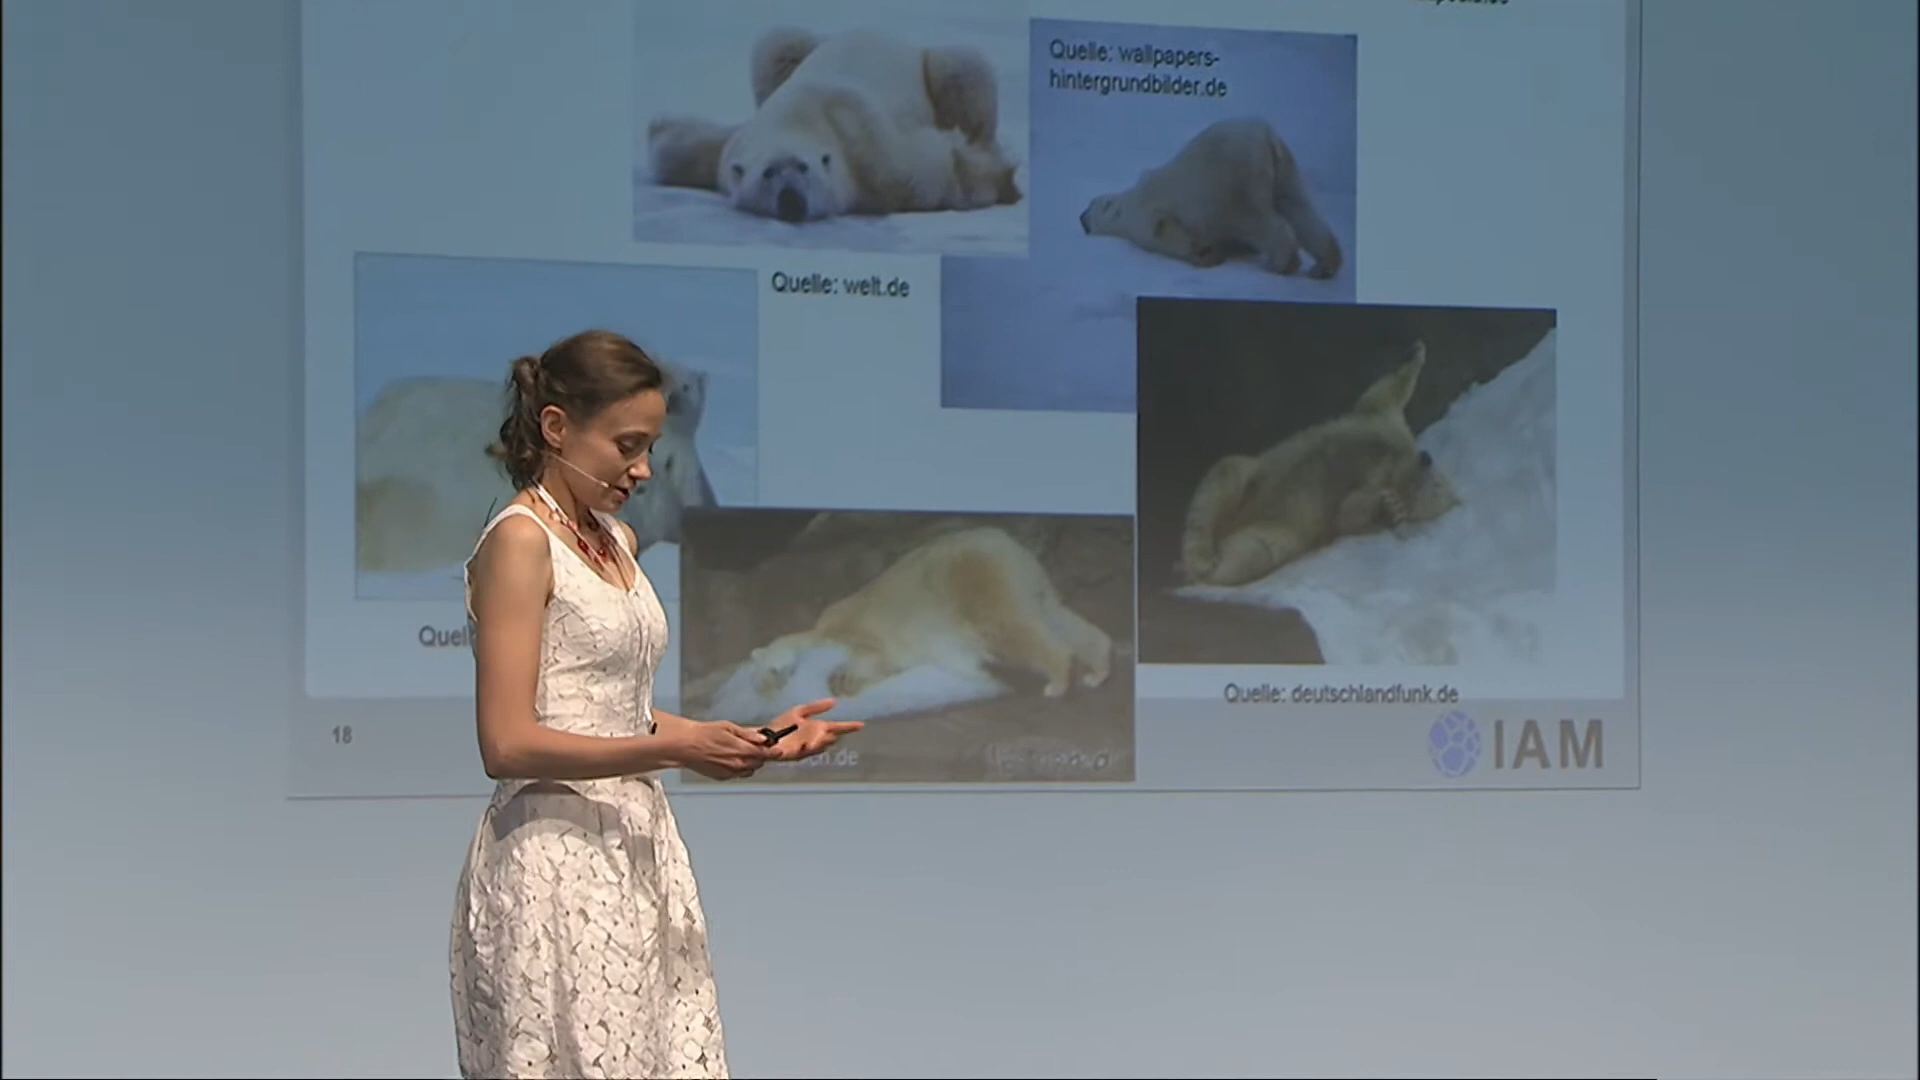 Quelle: wallpapers-
hintergrundbilder.de
Quelle: welt.de
Quelle: deutschlandfunk.de
18
IAM